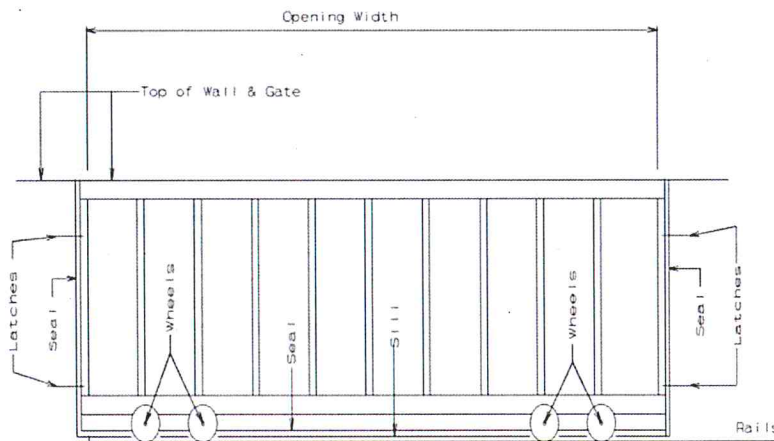 Opening Width
Top of Wall & Gate
Latches
Seal
Wheels
Seal
Sill
Wheels
Seal
Latches
Rails